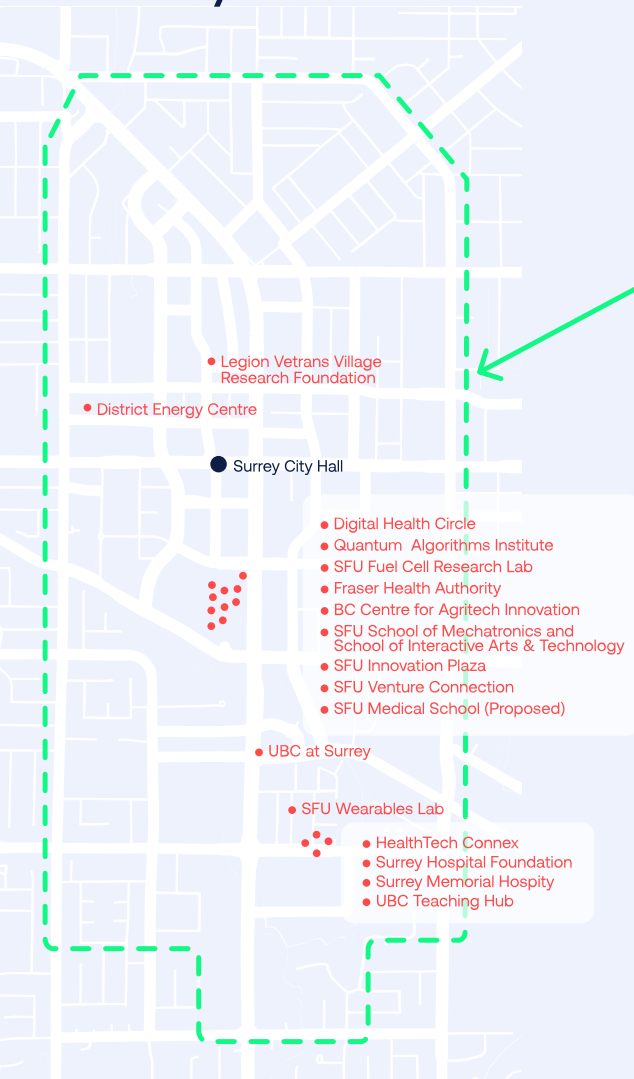 Legion Vetrans Village
Research Foundation
District Energy Centre
Surrey City Hall
Digital Health Circle
Quantum Algorithms Institute
SFU Fuel Cell Research Lab
Fraser Health Authority
BC Centre for Agritech Innovation
SFU School of Mechatronics and
School of Interactive Arts & Technology
SFU Innovation Plaza
SFU Venture Connection
SFU Medical School (Proposed)
UBC at Surrey
SFU Wearables Lab
HealthTech Connex
Surrey Hospital Foundation
Surrey Memorial Hospity
UBC Teaching Hub